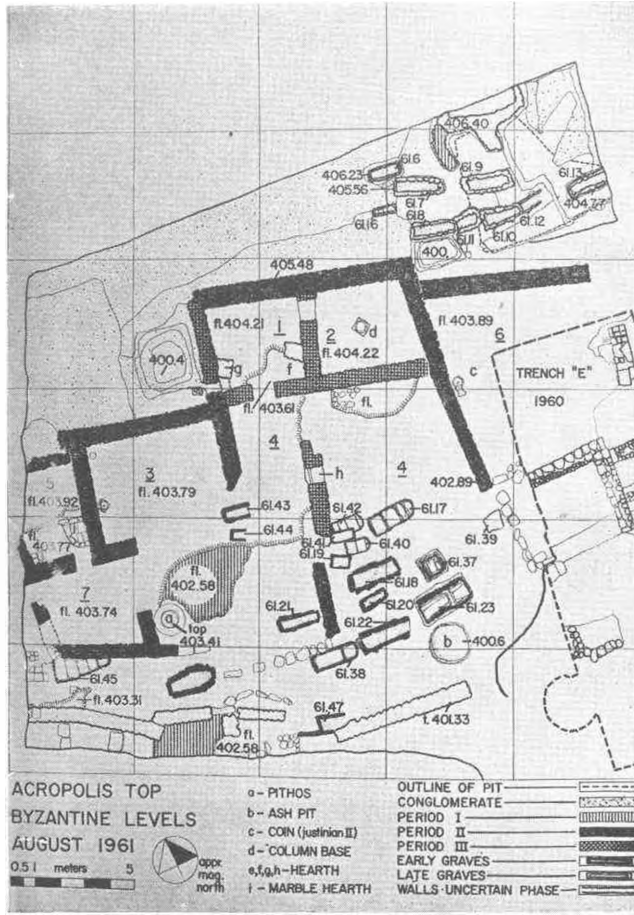 406.40
61.6
406.23
61.9
405.56
61.13
61.7
404.77
61.8
61.16
61.12
61.11
61.10
400.
405.48
fl.404.21
1
2
fl.403.89
6
d
fl.404.22
400.4
f
g
c
TRENCH "E"
1960
fl. 403.61
fl.
4
3
4
h
402.89
fl. 403.79
5
fl.403.92
61.43
61.42
61.17
61.44
61.41
61.39
fl.
403.77
61.19
61.40
fl.
402.58
61.37
61.18
7
61.20
fl. 403.74
61.21
61.23
61.22
a
top
403.41
b
400.6
61.38
61.45
fl.403.31
61.47
fl.
402.58
t. 401.33
ACROPOLIS TOP
BYZANTINE LEVELS
AUGUST 1961
0.5 1 meters 5
appr.
mag.
north
a - PITHOS
b - ASH PIT
c - COIN (justinian II)
d - COLUMN BASE
e,f,g,h - HEARTH
i - MARBLE HEARTH
OUTLINE OF PIT
CONGLOMERATE
PERIOD I
PERIOD II
PERIOD III
EARLY GRAVES
LATE GRAVES
WALLS - UNCERTAIN PHASE